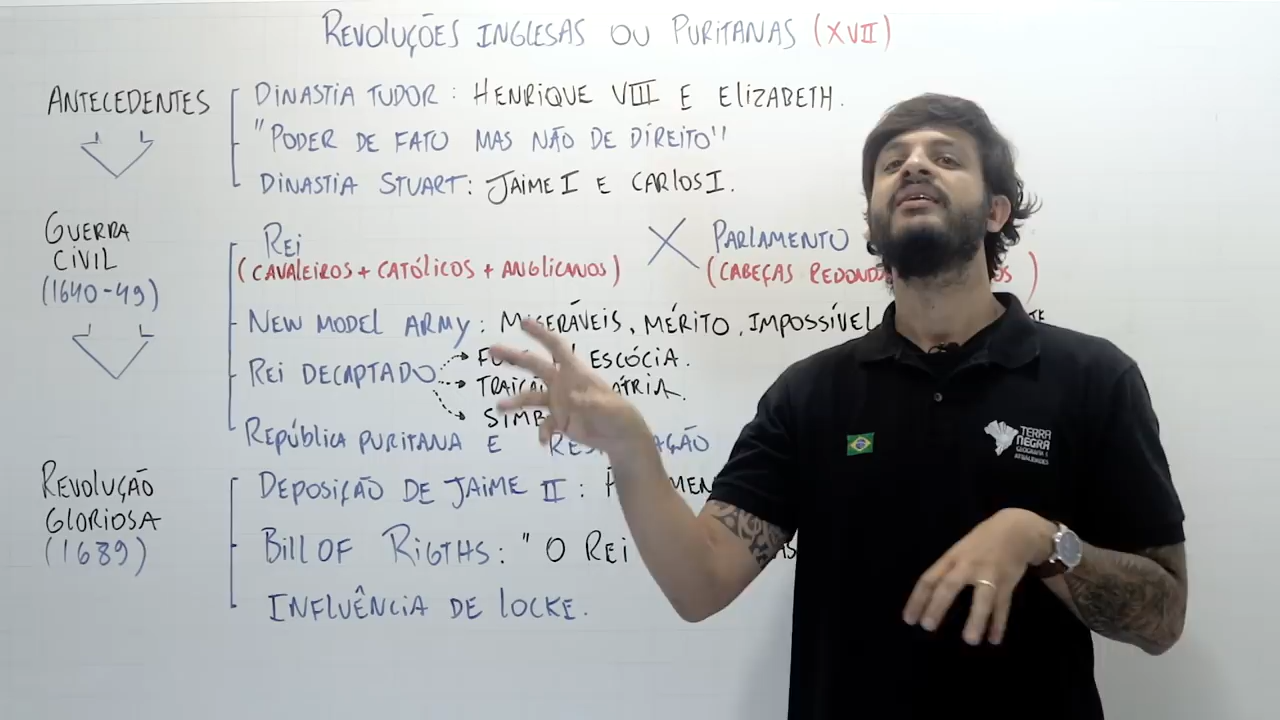 REVOLUÇÕES INGLESAS OU PURITANAS (XVII)
ANTECEDENTES
DINASTIA TUDOR: HENRIQUE VIII E ELIZABETH.
"PODER DE FATO MAS NÃO DE DIREITO"
DINASTIA STUART: JAIME I E CARLOS I.
GUERRA
CIVIL
(1640-49)
REI X PARLAMENTO
(CAVALEIROS + CATÓLICOS + ANGLICANOS) (CABEÇAS
NEW MODEL ARMY: MISERÁVEIS, MÉRITO, IMPOSSÍVEL
REI DECAPTADO
ESCÓCIA.
REPÚBLICA PURITANA E
REVOLUÇÃO
GLORIOSA
(1689)
DEPOSIÇÃO DE JAIME II:
BILL OF RIGTHS: "O REI
INFLUÊNCIA DE LOCKE.
TERRA
NEGRA
GEOGRAFIA E
ATUALIDADES